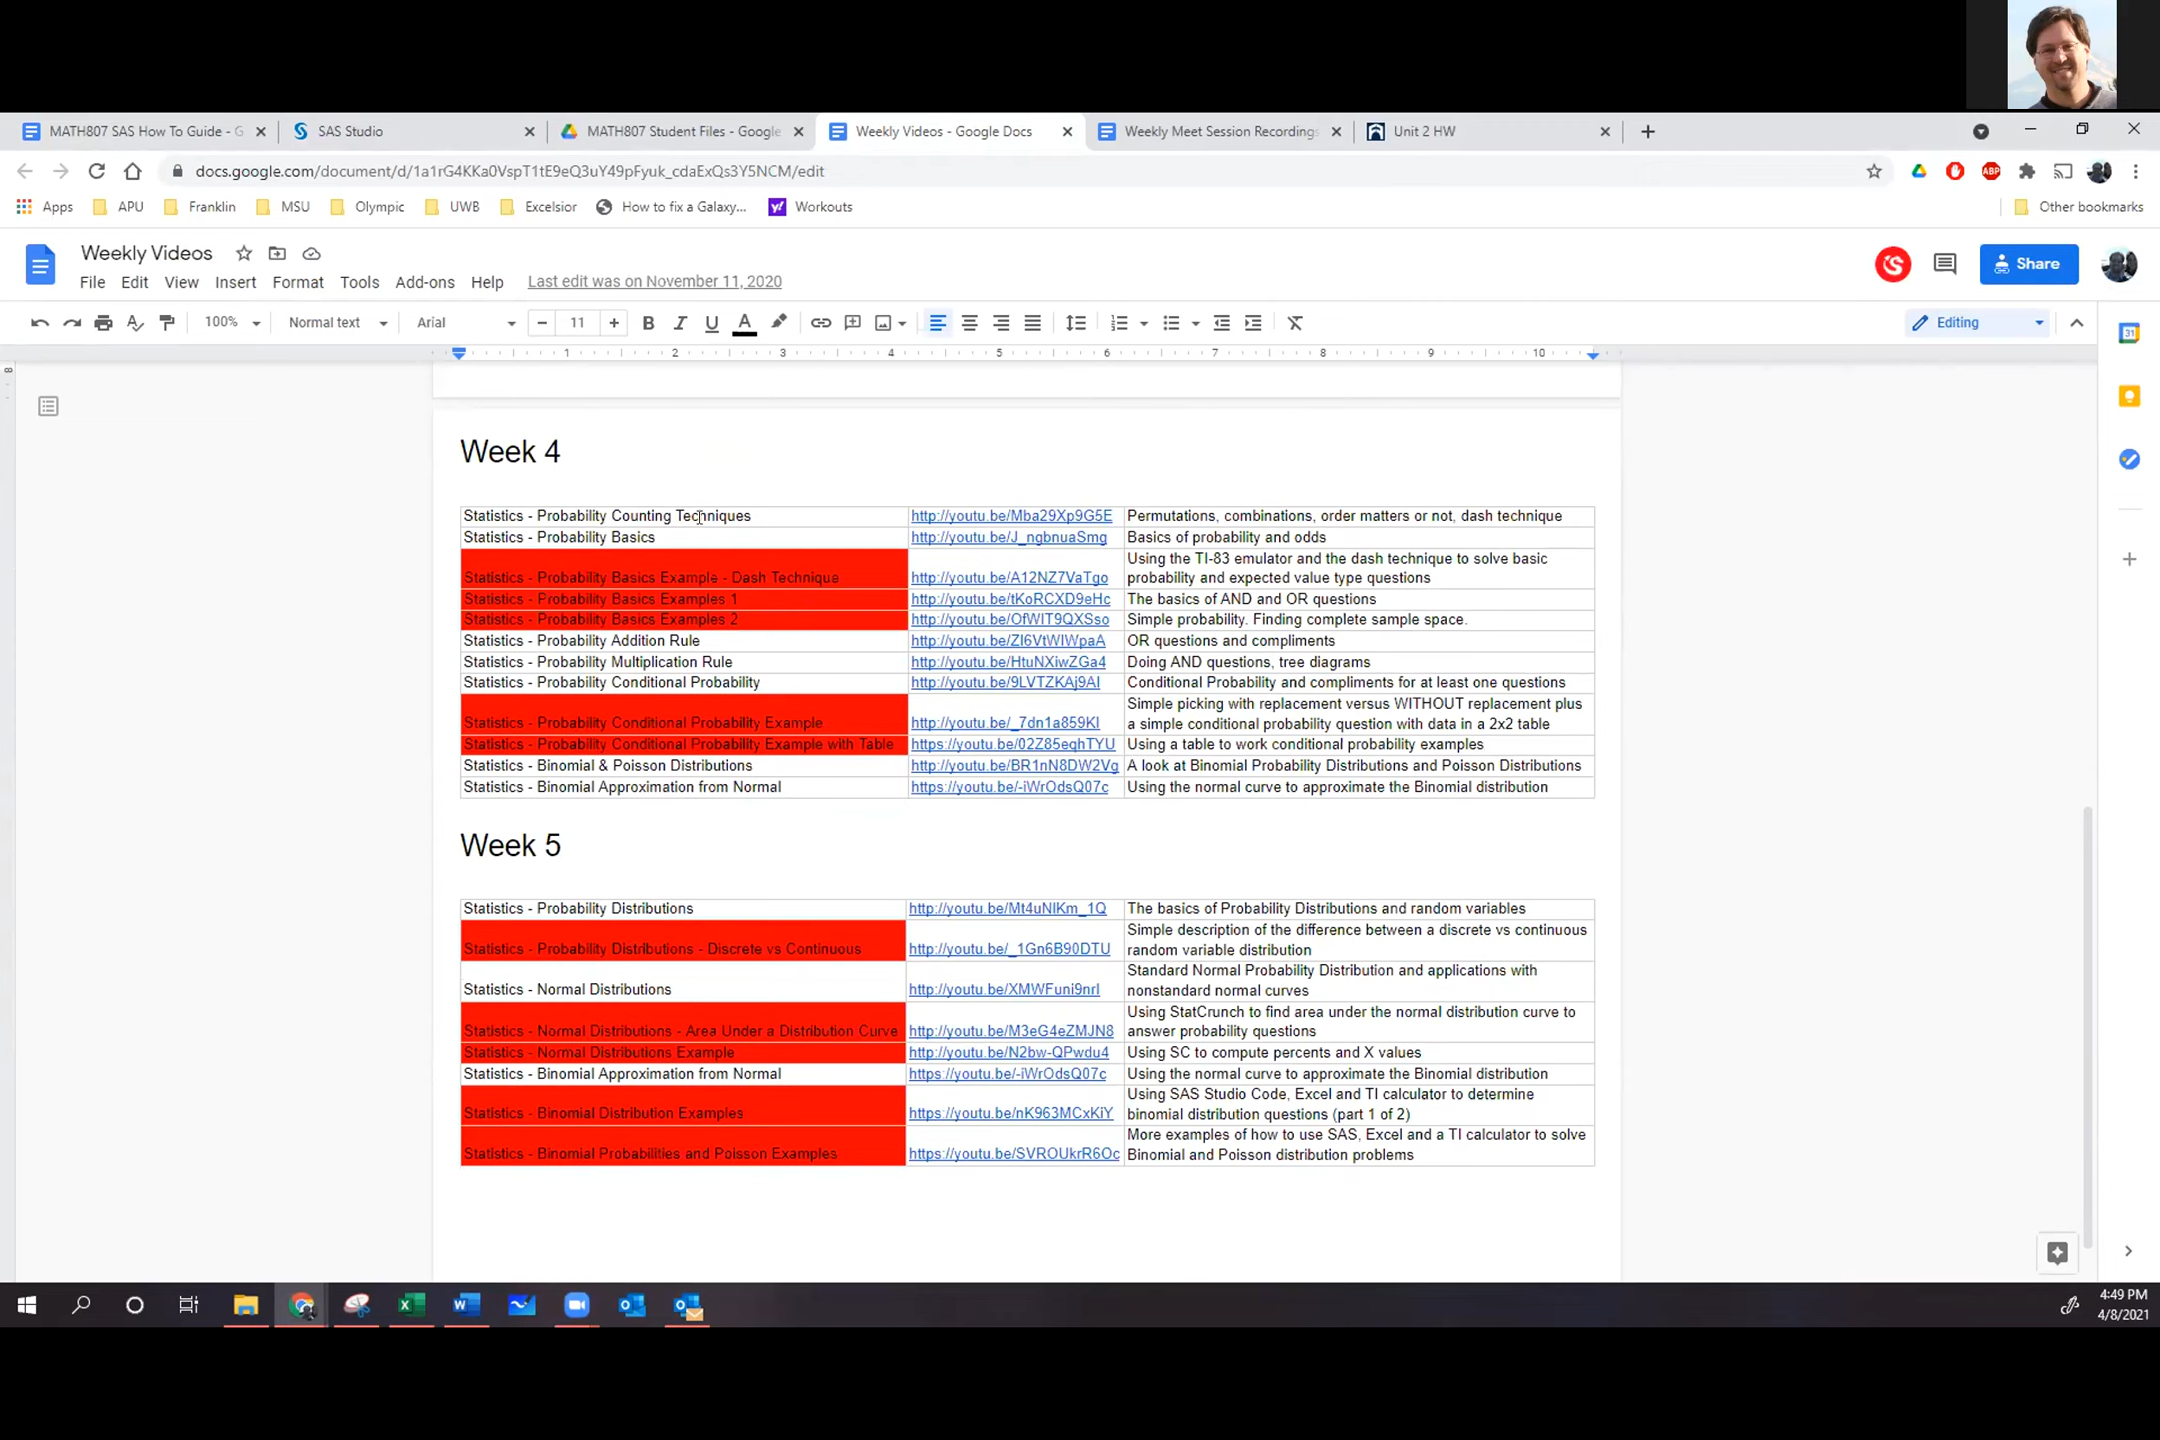 MATH807 SAS How To Guide - G
SAS Studio
MATH807 Student Files - Google
Weekly Videos - Google Docs
Weekly Meet Session Recordings
Unit 2 HW
docs.google.com/document/d/1a1rG4KKa0VspT1tE9eQ3uY49pFyuk_cdaExQs3Y5NCM/edit
ABP
Apps APU Franklin MSU Olympic UWB Excelsior How to fix a Galaxy... Workouts Other bookmarks
Weekly Videos
Share
File Edit View Insert Format Tools Add-ons Help Last edit was on November 11, 2020
100% Normal text Arial 11 B I U A Editing
1 2 3 4 5 6 7 8 9 10
31
8
Week 4
Statistics - Probability Counting Techniques http://youtu.be/Mba29Xp9G5E Permutations, combinations, order matters or not, dash technique
Statistics - Probability Basics http://youtu.be/J_ngbnuaSmg Basics of probability and odds
Using the TI-83 emulator and the dash technique to solve basic
Statistics - Probability Basics Example - Dash Technique http://youtu.be/A12NZ7VaTgo probability and expected value type questions
Statistics - Probability Basics Examples 1 http://youtu.be/tKoRCXD9eHc The basics of AND and OR questions
Statistics - Probability Basics Examples 2 http://youtu.be/OfWIT9QXSso Simple probability. Finding complete sample space.
Statistics - Probability Addition Rule http://youtu.be/ZI6VtWIWpaA OR questions and compliments
Statistics - Probability Multiplication Rule http://youtu.be/HtuNXiwZGa4 Doing AND questions, tree diagrams
Statistics - Probability Conditional Probability http://youtu.be/9LVTZKAj9AI Conditional Probability and compliments for at least one questions
Simple picking with replacement versus WITHOUT replacement plus
Statistics - Probability Conditional Probability Example http://youtu.be/_7dn1a859KI a simple conditional probability question with data in a 2x2 table
Statistics - Probability Conditional Probability Example with Table https://youtu.be/02Z85eqhTYU Using a table to work conditional probability examples
Statistics - Binomial & Poisson Distributions https://youtu.be/BR1nN8DW2Vg A look at Binomial Probability Distributions and Poisson Distributions
Statistics - Binomial Approximation from Normal https://youtu.be/-iWrOdsQ07c Using the normal curve to approximate the Binomial distribution
Week 5
Statistics - Probability Distributions http://youtu.be/Mt4uNIKm_1Q The basics of Probability Distributions and random variables
Simple description of the difference between a discrete vs continuous
Statistics - Probability Distributions - Discrete vs Continuous http://youtu.be/_1Gn6B90DTU random variable distribution
Standard Normal Probability Distribution and applications with
Statistics - Normal Distributions http://youtu.be/XMWFuni9nrI nonstandard normal curves
Using StatCrunch to find area under the normal distribution curve to
Statistics - Normal Distributions - Area Under a Distribution Curve http://youtu.be/M3eG4eZMJN8 answer probability questions
Statistics - Normal Distributions Example http://youtu.be/N2bw-QPwdu4 Using SC to compute percents and X values
Statistics - Binomial Approximation from Normal https://youtu.be/-iWrOdsQ07c Using the normal curve to approximate the Binomial distribution
Using SAS Studio Code, Excel and TI calculator to determine
Statistics - Binomial Distribution Examples https://youtu.be/nK963MCxKiY binomial distribution questions (part 1 of 2)
More examples of how to use SAS, Excel and a TI calculator to solve
Statistics - Binomial Probabilities and Poisson Examples https://youtu.be/SVROUkrR6Oc Binomial and Poisson distribution problems
4:49 PM
4/8/2021